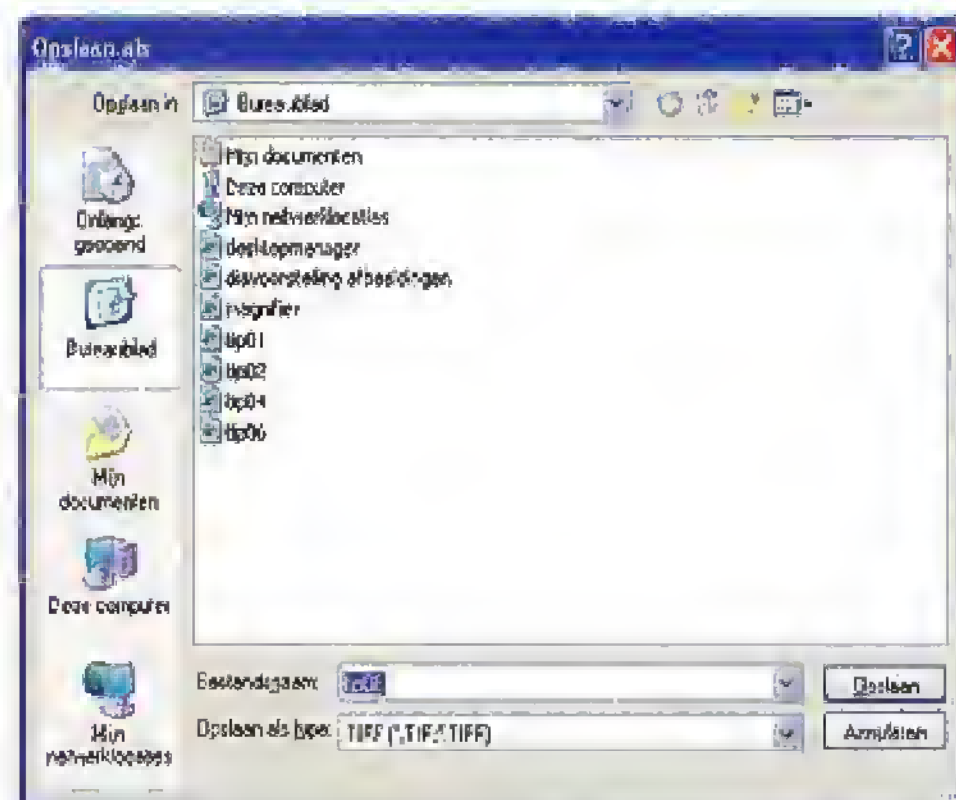 Opslaan als
Opslaan in
Bureaublad
Mijn documenten
Deze computer
Mijn netwerklocaties
desktopmanager
diavoorstelling afbeeldingen
magnifier
tip01
tip02
tip04
tip06
Onlangs
geopend
Bureaublad
Mijn
documenten
Deze computer
Mijn
netwerklocaties
Bestandsnaam:
Opslaan
Opslaan als type:
TIFF (*.TIF;*.TIFF)
Annuleren